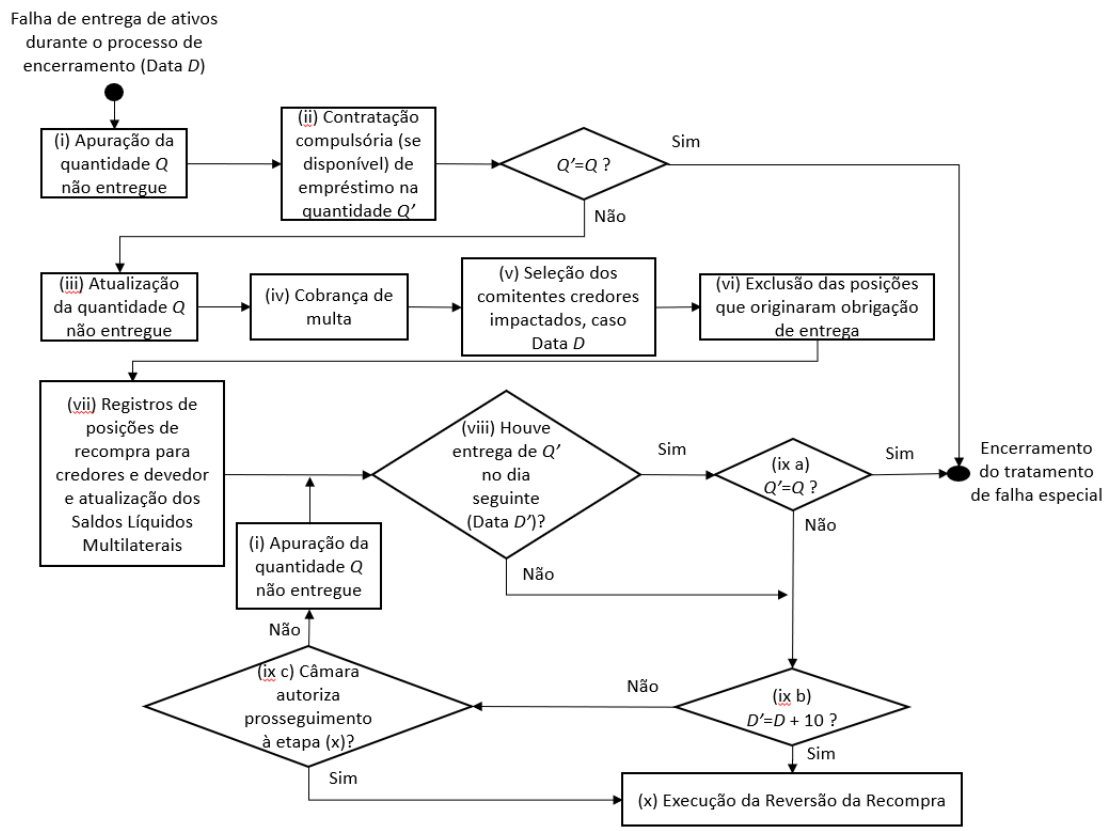 Falha de entrega de ativos
durante o processo de
encerramento (Data D)
(i) Apuração da
quantidade Q
não entregue
(ii) Contratação
compulsória (se
disponível) de
empréstimo na
quantidade Q’
Q’=Q ?
Sim
Não
(iii) Atualização
da quantidade Q
não entregue
(iv) Cobrança de
multa
(v) Seleção dos
comitentes credores
impactados, caso
Data D
(vi) Exclusão das posições
que originaram obrigação
de entrega
(vii) Registros de
posições de
recompra para
credores e devedor
e atualização dos
Saldos Líquidos
Multilaterais
(viii) Houve
entrega de Q’
no dia
seguinte
(Data D’)?
Sim
Não
(ix a)
Q’=Q ?
Sim
Não
Encerramento
do tratamento
de falha especial
(i) Apuração da
quantidade Q
não entregue
Não
(ix c) Câmara
autoriza
prosseguimento
à etapa (x)?
Sim
Não
(ix b)
D’=D + 10 ?
Sim
(x) Execução da Reversão da Recompra